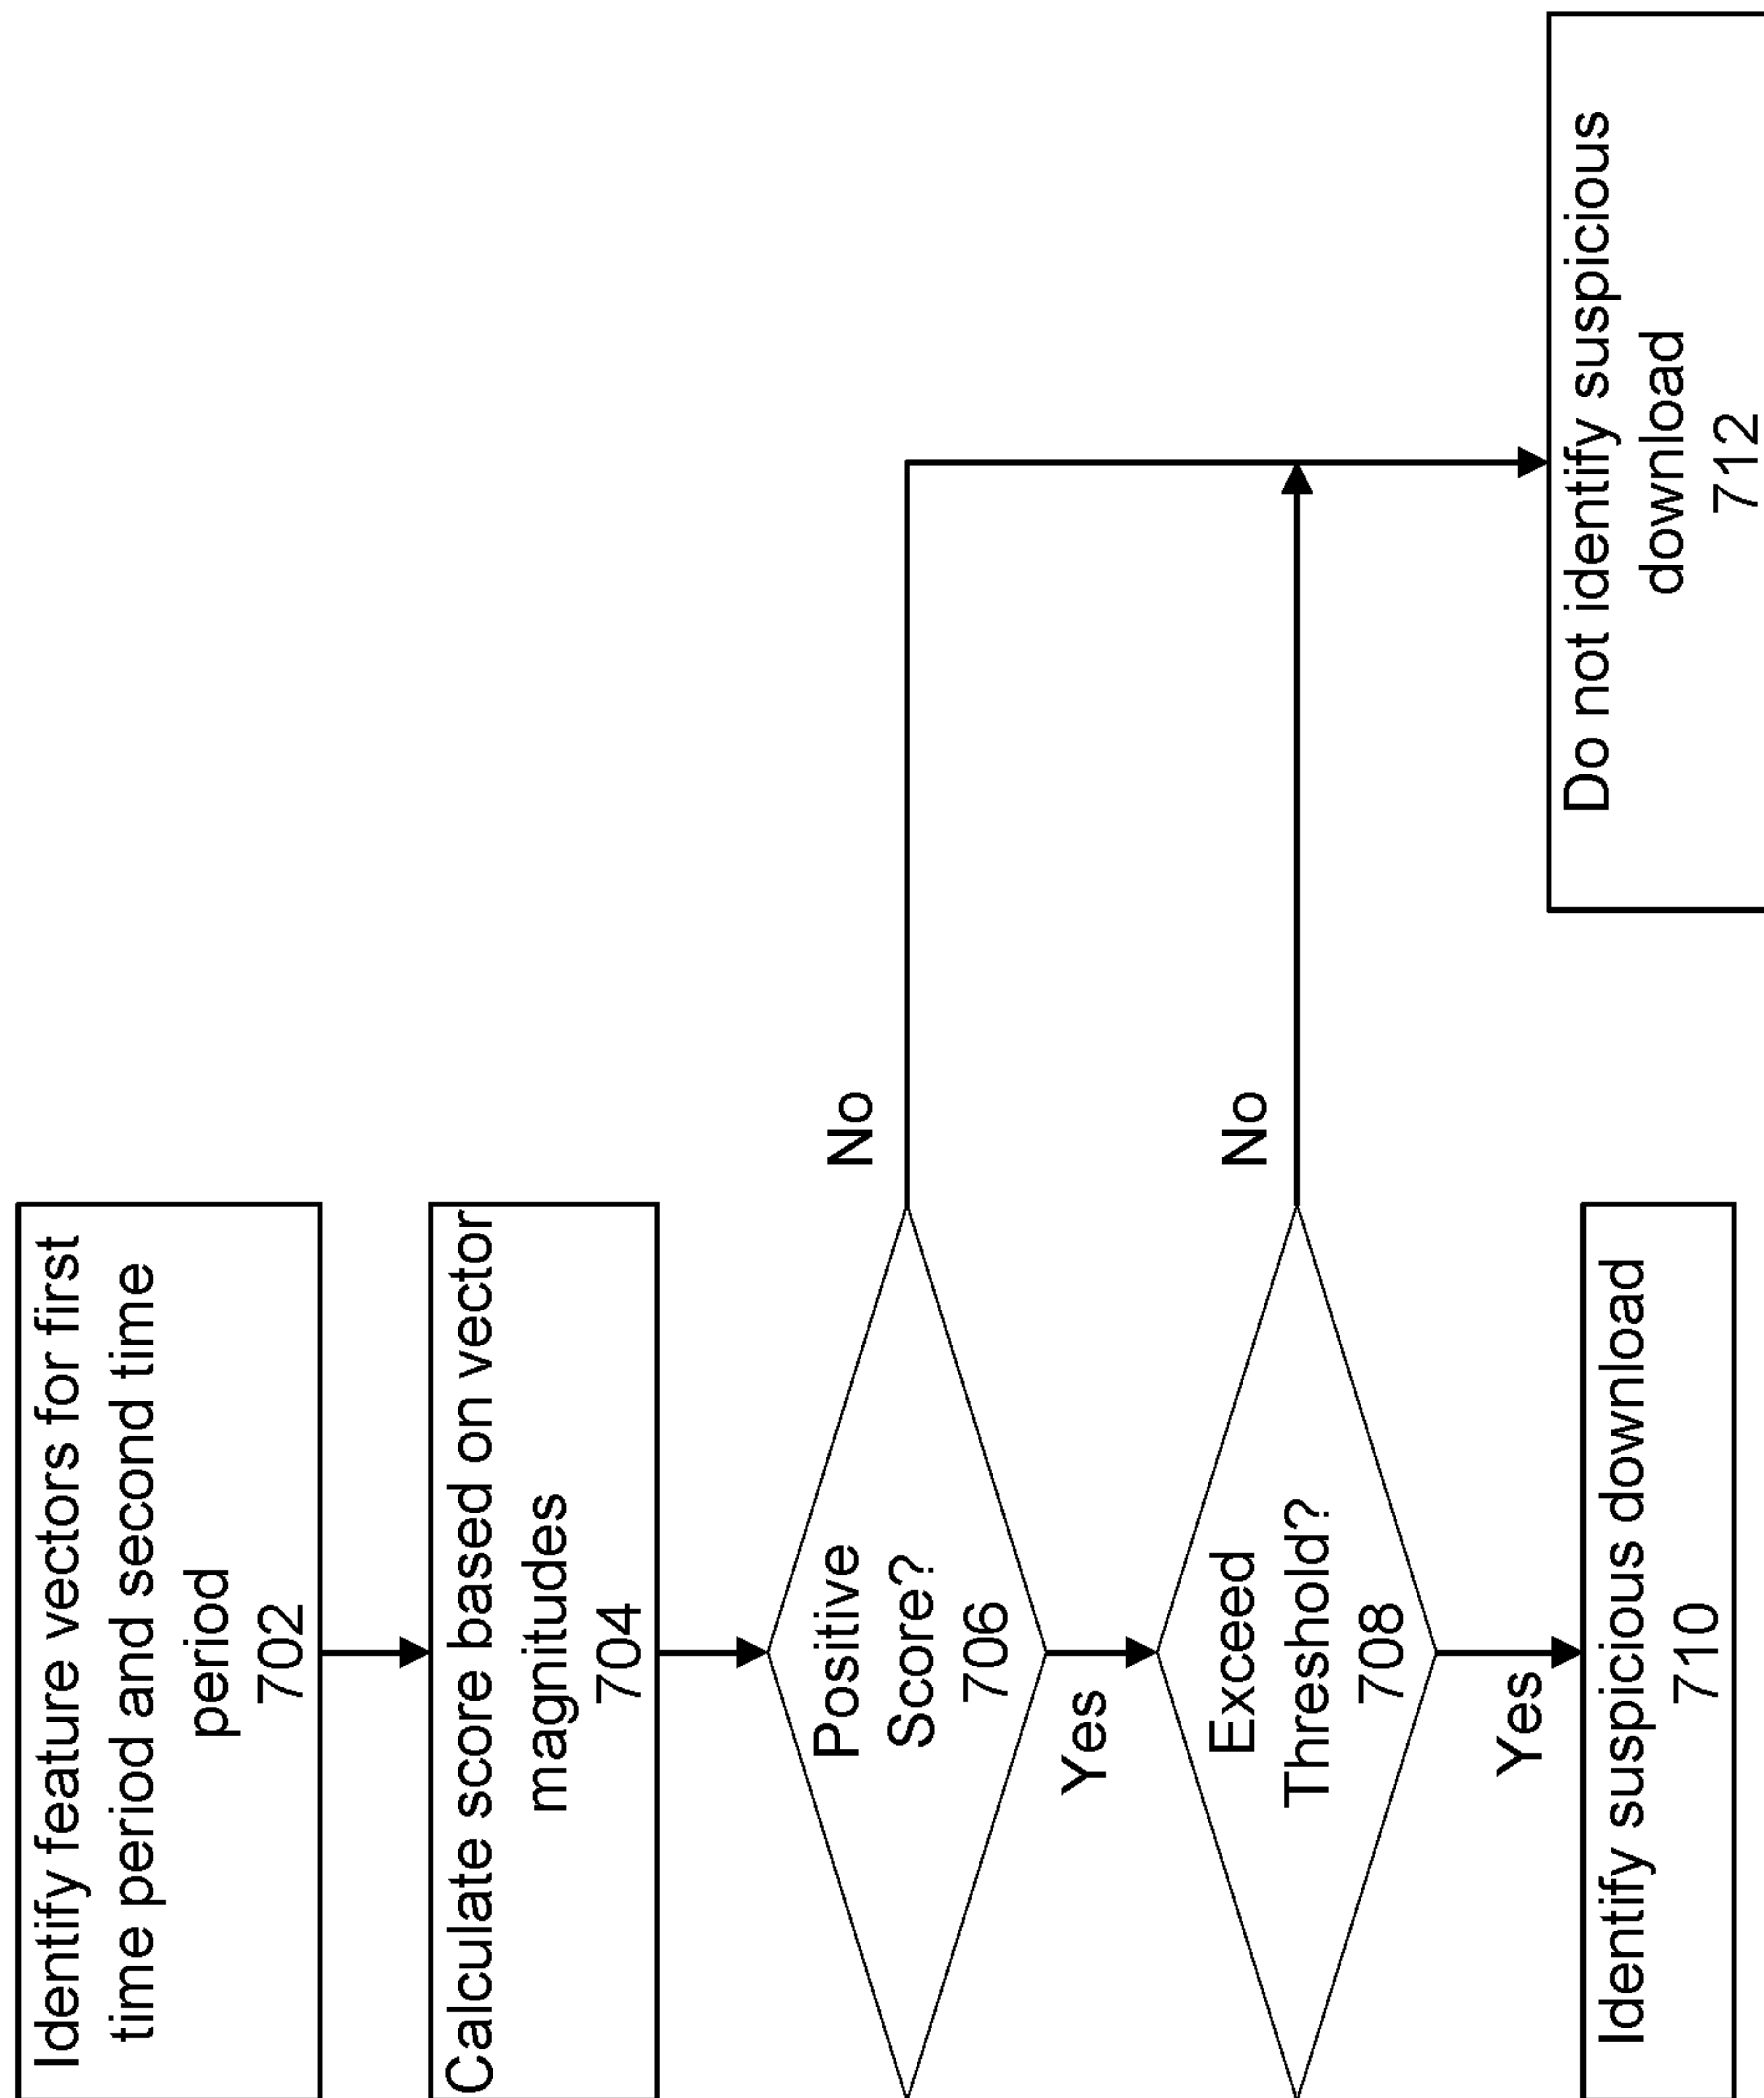 Identify feature vectors for first
time period and second time
period
702
Calculate score based on vector
magnitudes
704
Positive
Score?
706
No
Yes
Exceed
Threshold?
708
No
Yes
Identify suspicious download
710
Do not identify suspicious
download
712